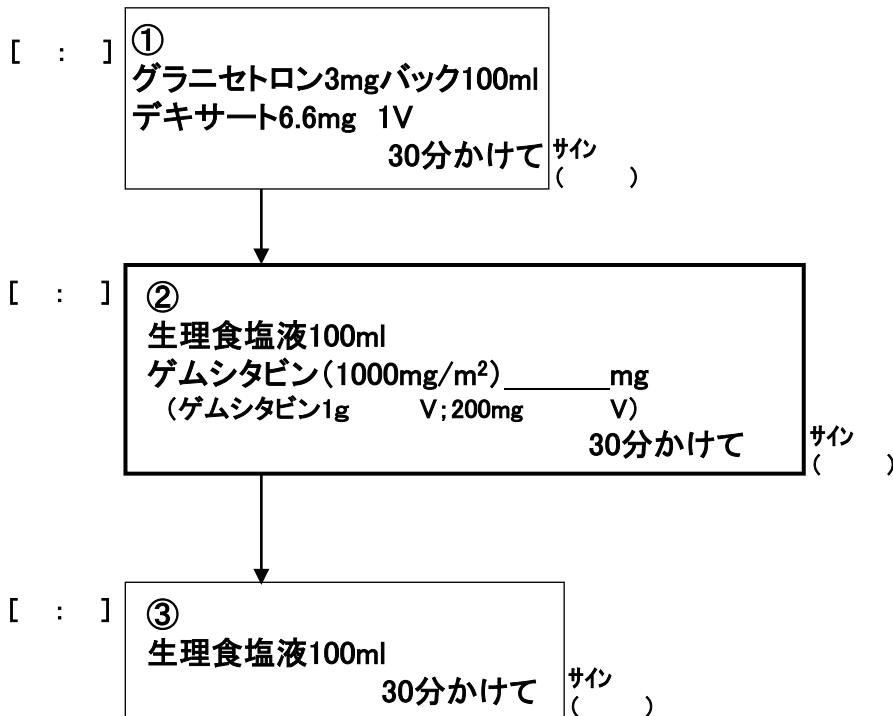 [ : ]
①
グラニセトロン3mgバック100ml
デキサート6.6mg 1V
30分かけて
サイン
( )
[ : ]
②
生理食塩液100ml
ゲムシタビン(1000mg/m²)_______mg
(ゲムシタビン1g V;200mg V)
30分かけて
サイン
( )
[ : ]
③
生理食塩液100ml
30分かけて
サイン
( )